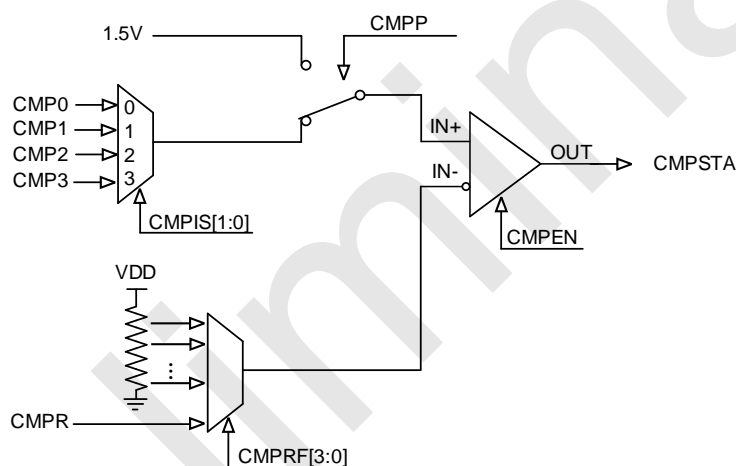 1.5V
CMPP
CMP0
CMP1
CMP2
CMP3
0
1
2
3
IN+
IN-
OUT
CMPSTA
CMPIS[1:0]
CMPEN
VDD
...
CMPR
CMPRF[3:0]